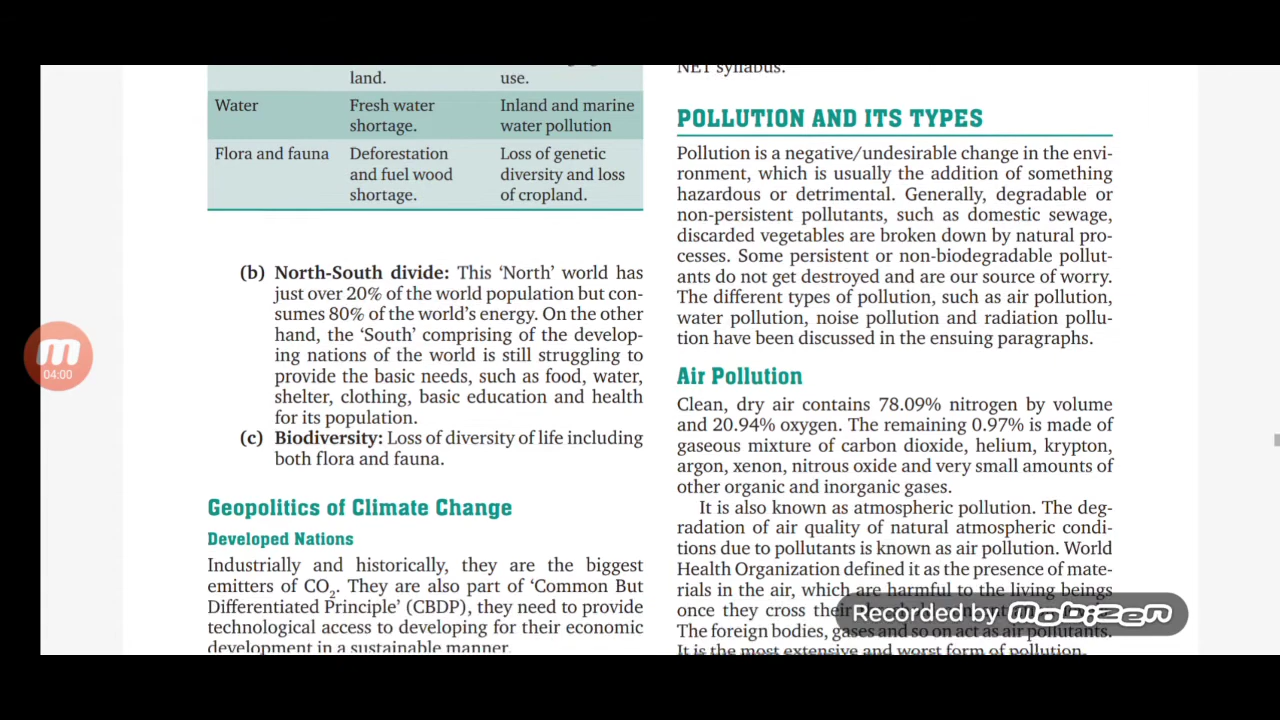 land.
use.
Water
Fresh water
shortage.
Inland and marine
water pollution
Flora and fauna
Deforestation
and fuel wood
shortage.
Loss of genetic
diversity and loss
of cropland.
(b) North-South divide: This ‘North’ world has
just over 20% of the world population but con-
sumes 80% of the world’s energy. On the other
hand, the ‘South’ comprising of the develop-
ing nations of the world is still struggling to
provide the basic needs, such as food, water,
shelter, clothing, basic education and health
for its population.
(c) Biodiversity: Loss of diversity of life including
both flora and fauna.
Geopolitics of Climate Change
Developed Nations
Industrially and historically, they are the biggest
emitters of CO₂. They are also part of ‘Common But
Differentiated Principle’ (CBDP), they need to provide
technological access to developing for their economic
development in a sustainable manner.
NET syllabus.
POLLUTION AND ITS TYPES
Pollution is a negative/undesirable change in the envi-
ronment, which is usually the addition of something
hazardous or detrimental. Generally, degradable or
non-persistent pollutants, such as domestic sewage,
discarded vegetables are broken down by natural pro-
cesses. Some persistent or non-biodegradable pollut-
ants do not get destroyed and are our source of worry.
The different types of pollution, such as air pollution,
water pollution, noise pollution and radiation pollu-
tion have been discussed in the ensuing paragraphs.
Air Pollution
Clean, dry air contains 78.09% nitrogen by volume
and 20.94% oxygen. The remaining 0.97% is made of
gaseous mixture of carbon dioxide, helium, krypton,
argon, xenon, nitrous oxide and very small amounts of
other organic and inorganic gases.
It is also known as atmospheric pollution. The deg-
radation of air quality of natural atmospheric condi-
tions due to pollutants is known as air pollution. World
Health Organization defined it as the presence of mate-
rials in the air, which are harmful to the living beings
once they cross their
The foreign bodies, gases and so on act as air pollutants.
It is the most extensive and worst form of pollution.
04:00
Recorded by mobizen